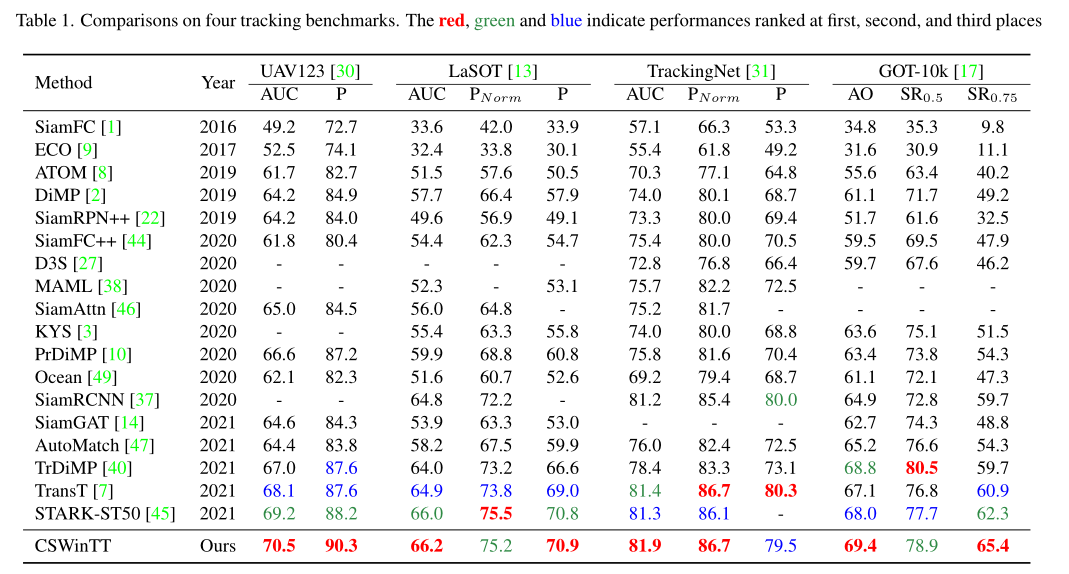 Table 1. Comparisons on four tracking benchmarks. The red, green and blue indicate performances ranked at first, second, and third places
Method Year UAV123 [30] LaSOT [13] TrackingNet [31] GOT-10k [17]
AUC P AUC P_Norm P AUC P_Norm P AO SR_0.5 SR_0.75
SiamFC [1] 2016 49.2 72.7 33.6 42.0 33.9 57.1 66.3 53.3 34.8 35.3 9.8
ECO [9] 2017 52.5 74.1 32.4 33.8 30.1 55.4 61.8 49.2 31.6 30.9 11.1
ATOM [8] 2019 61.7 82.7 51.5 57.6 50.5 70.3 77.1 64.8 55.6 63.4 40.2
DiMP [2] 2019 64.2 84.9 57.7 66.4 57.9 74.0 80.1 68.7 61.1 71.7 49.2
SiamRPN++ [22] 2019 64.2 84.0 49.6 56.9 49.1 73.3 80.0 69.4 51.7 61.6 32.5
SiamFC++ [44] 2020 61.8 80.4 54.4 62.3 54.7 75.4 80.0 70.5 59.5 69.5 47.9
D3S [27] 2020 - - - - - 72.8 76.8 66.4 59.7 67.6 46.2
MAML [38] 2020 - - 52.3 - 53.1 75.7 82.2 72.5 - - -
SiamAttn [46] 2020 65.0 84.5 56.0 64.8 - 75.2 81.7 - - - -
KYS [3] 2020 - - 55.4 63.3 55.8 74.0 80.0 68.8 63.6 75.1 51.5
PrDiMP [10] 2020 66.6 87.2 59.9 68.8 60.8 75.8 81.6 70.4 63.4 73.8 54.3
Ocean [49] 2020 62.1 82.3 51.6 60.7 52.6 69.2 79.4 68.7 61.1 72.1 47.3
SiamRCNN [37] 2020 - - 64.8 72.2 - 81.2 85.4 80.0 64.9 72.8 59.7
SiamGAT [14] 2021 64.6 84.3 53.9 63.3 53.0 - - - 62.7 74.3 48.8
AutoMatch [47] 2021 64.4 83.8 58.2 67.5 59.9 76.0 82.4 72.5 65.2 76.6 54.3
TrDiMP [40] 2021 67.0 87.6 64.0 73.2 66.6 78.4 83.3 73.1 68.8 80.5 59.7
TransT [7] 2021 68.1 87.6 64.9 73.8 69.0 81.4 86.7 80.3 67.1 76.8 60.9
STARK-ST50 [45] 2021 69.2 88.2 66.0 75.5 70.8 81.3 86.1 - 68.0 77.7 62.3
CSWinTT Ours 70.5 90.3 66.2 75.2 70.9 81.9 86.7 79.5 69.4 78.9 65.4